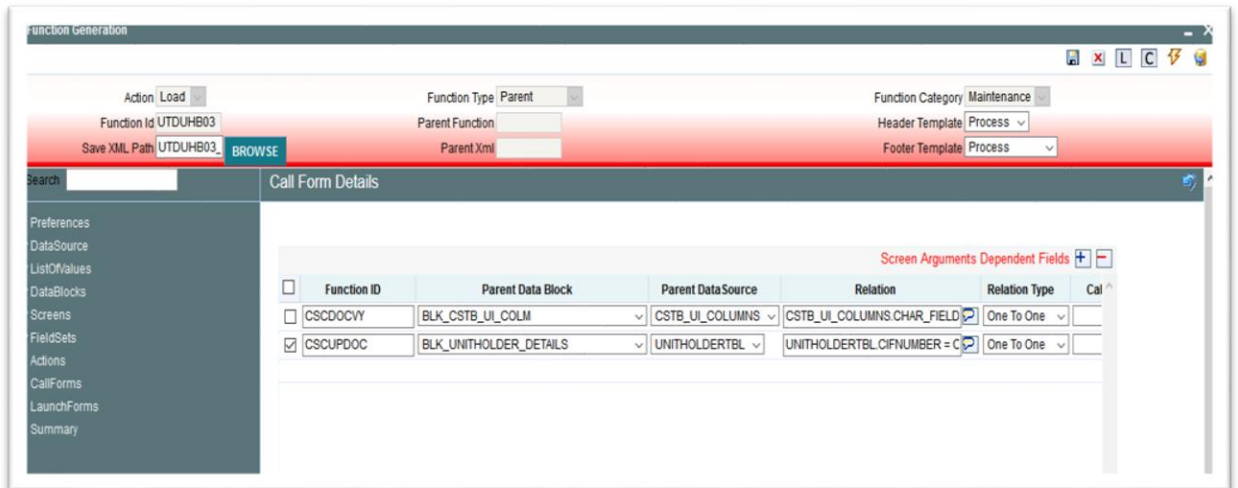 Function Generation
L C
Action Load Function Type Parent Function Category Maintenance
Function Id UTDUHB03 Parent Function Header Template Process
Save XML Path UTDUHB03_ BROWSE Parent Xml Footer Template Process
Search Call Form Details
Preferences
DataSource
ListOfValues
DataBlocks
Screens
FieldSets
Actions
CallForms
LaunchForms
Summary
Screen Arguments Dependent Fields
Function ID Parent Data Block Parent DataSource Relation Relation Type Cal
CSCDOCVY BLK_CSTB_UI_COLM CSTB_UI_COLUMNS CSTB_UI_COLUMNS.CHAR_FIELD One To One
CSCUPDOC BLK_UNITHOLDER_DETAILS UNITHOLDERTBL UNITHOLDERTBL.CIFNUMBER = C One To One